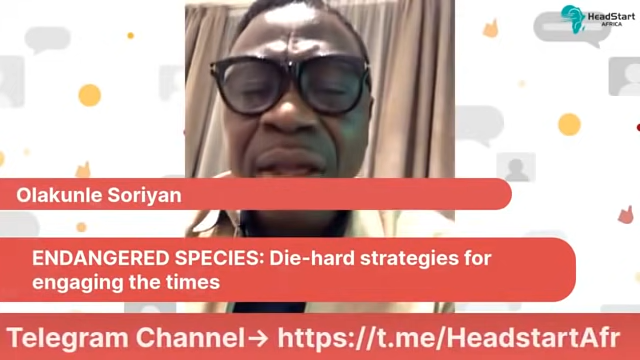 HeadStart
AFRICA
Olakunle Soriyan
ENDANGERED SPECIES: Die-hard strategies for
engaging the times
Telegram Channel→ https://t.me/HeadstartAfr